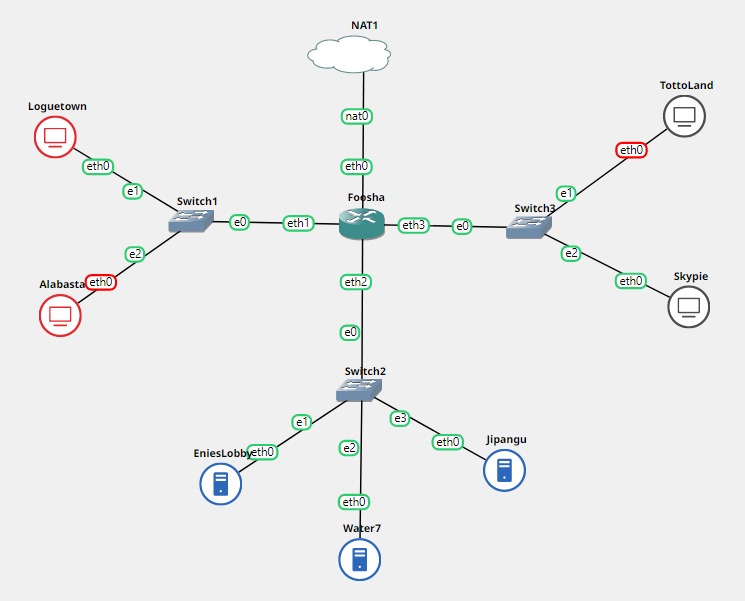 NAT1
TottoLand
Loguetown
nat0
eth0
eth0
eth0
e1
e1
Foosha
Switch1
Switch3
e0
eth1
eth3
e0
e2
e2
Alabasta
eth0
eth2
eth0
Skypie
e0
Switch2
e1
e3
EniesLobby
eth0
e2
eth0
Jipangu
eth0
Water7